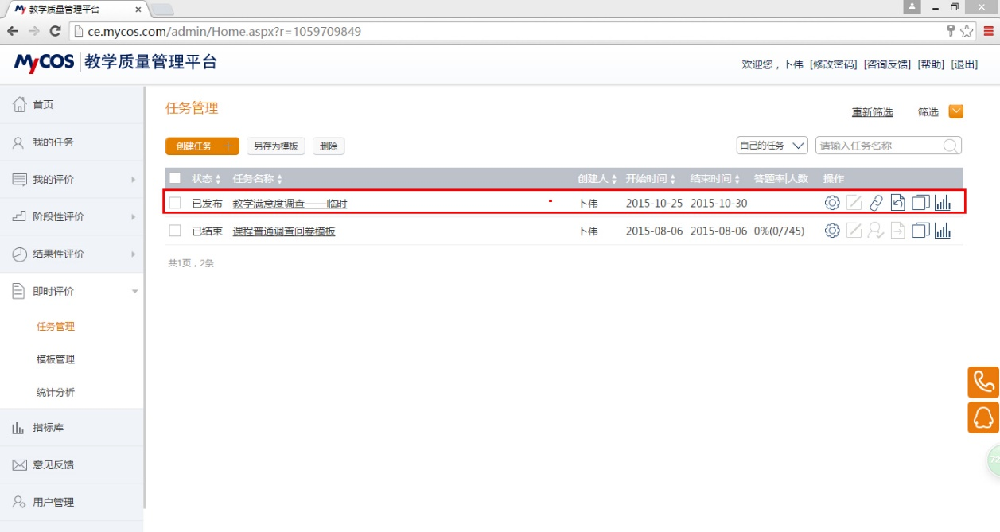 教学质量管理平台
ce.mycos.com/admin/Home.aspx?r=1059709849
MyCOS 教学质量管理平台
欢迎您，卜伟 [修改密码] [咨询反馈] [帮助] [退出]
首页
我的任务
我的评价
阶段性评价
结果性评价
即时评价
任务管理
模板管理
统计分析
指标库
意见反馈
用户管理
任务管理
重新筛选 筛选
创建任务 另存为模板 删除
自己的任务 请输入任务名称
状态 任务名称 创建人 开始时间 结束时间 答题率|人数 操作
已发布 教学满意度调查——临时 卜伟 2015-10-25 2015-10-30
已结束 课程普通调查问卷模板 卜伟 2015-08-06 2015-08-06 0%(0/745)
共1页，2条
72